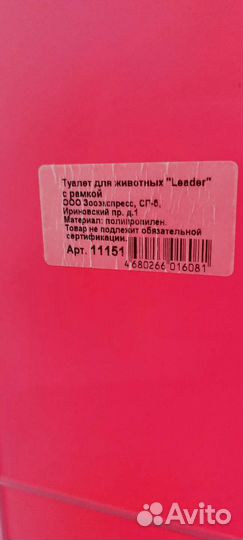 Туалет для животных "Leader"
с рамкой
ООО Зооэкспресс, СП-б,
Ириновский пр. д.1
Материал: полипропилен.
Товар не подлежит обязательной
сертификации.
Арт. 11151
4680266 016081
Avito